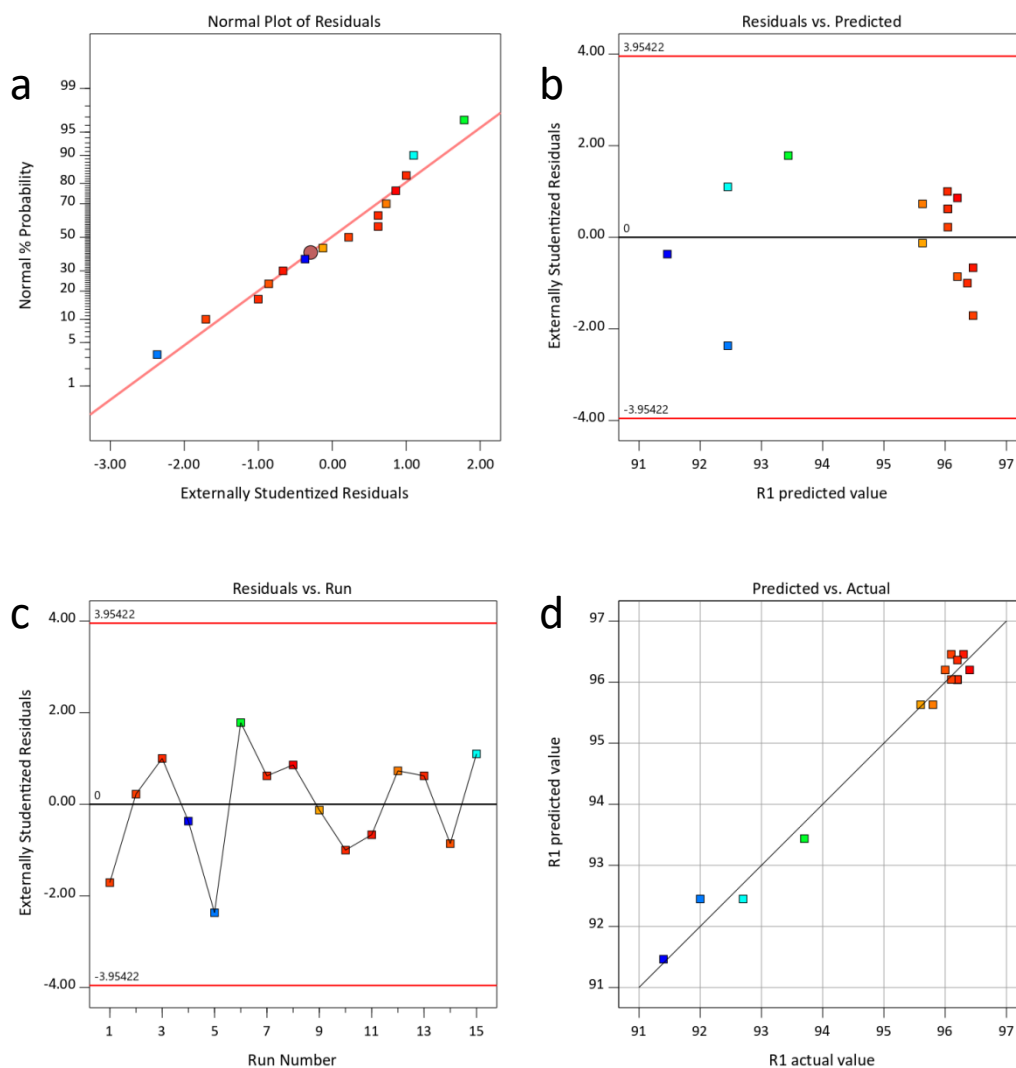 a
Normal Plot of Residuals
Normal % Probability
99
95
90
80
70
50
30
20
10
5
1
-3.00 -2.00 -1.00 0.00 1.00 2.00
Externally Studentized Residuals
b
Residuals vs. Predicted
Externally Studentized Residuals
4.00
2.00
0.00
-2.00
-4.00
3.95422
0
-3.95422
91 92 93 94 95 96 97
R1 predicted value
c
Residuals vs. Run
Externally Studentized Residuals
4.00
2.00
0.00
-2.00
-4.00
3.95422
0
-3.95422
1 3 5 7 9 11 13 15
Run Number
d
Predicted vs. Actual
R1 predicted value
97
96
95
94
93
92
91
91 92 93 94 95 96 97
R1 actual value